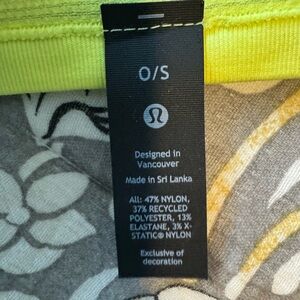 O/S
Designed in
Vancouver
Made in Sri Lanka
All: 47% NYLON,
37% RECYCLED
POLYESTER, 13%
ELASTANE, 3% X-
STATIC® NYLON
Exclusive of
decoration